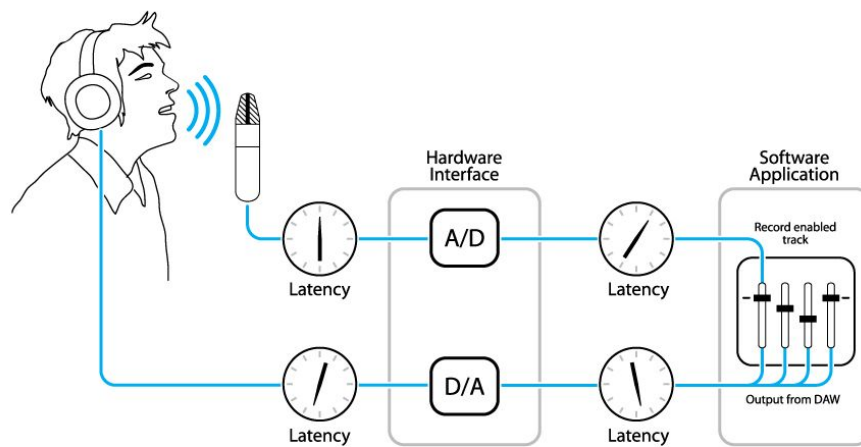 Hardware
Interface
Software
Application
Record enabled
track
A/D
Latency
Latency
D/A
Output from DAW
Latency
Latency